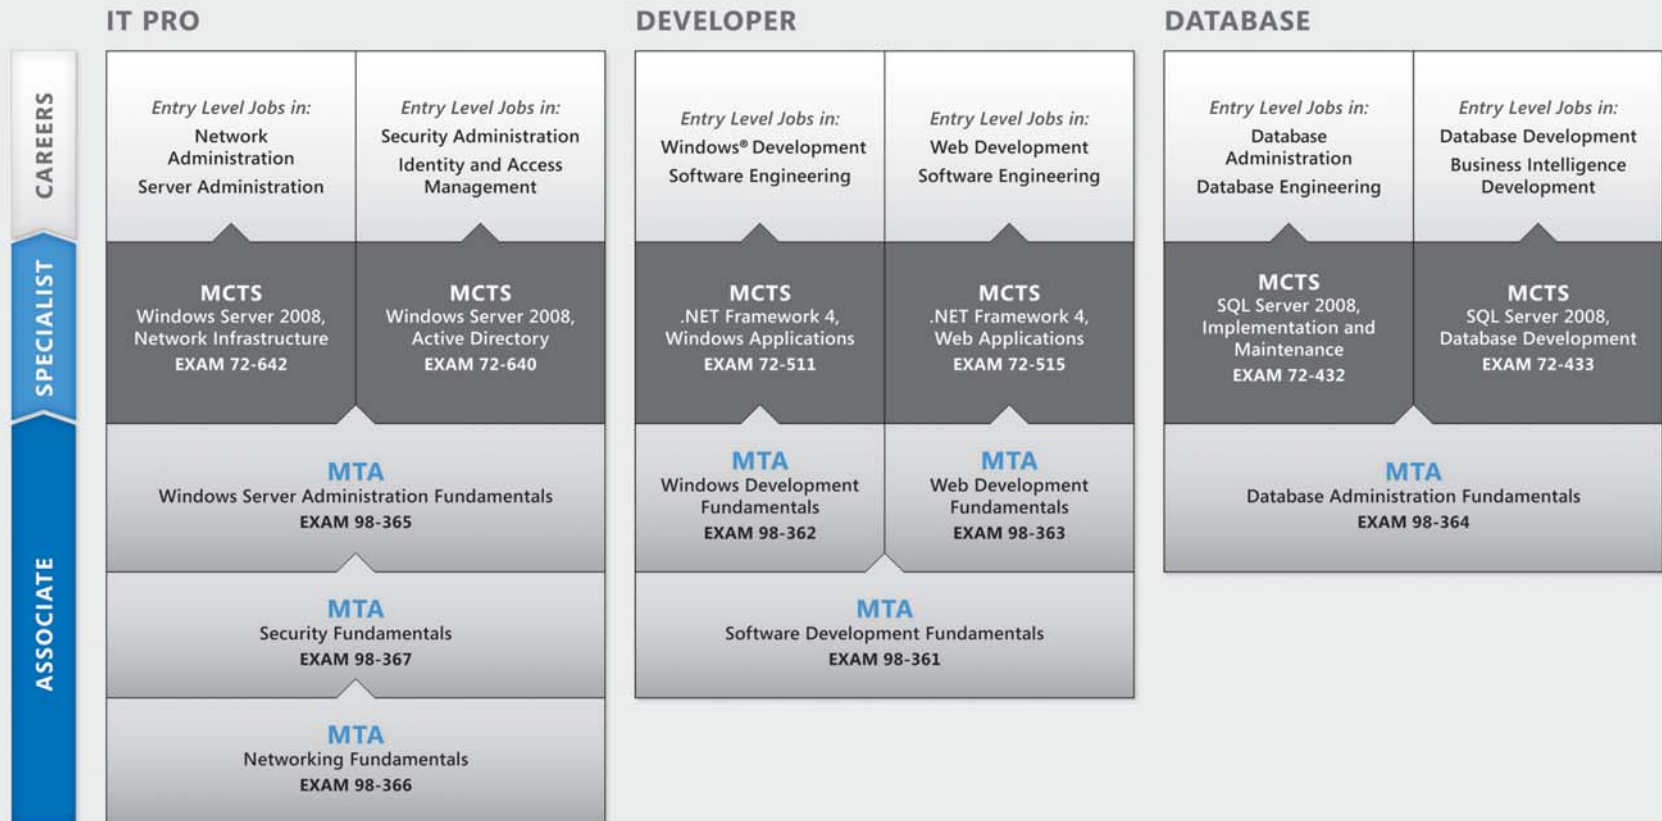 IT PRO
DEVELOPER
DATABASE
CAREERS
SPECIALIST
ASSOCIATE
Entry Level Jobs in:
Network
Administration
Server Administration
Entry Level Jobs in:
Security Administration
Identity and Access
Management
MCTS
Windows Server 2008,
Network Infrastructure
EXAM 72-642
MCTS
Windows Server 2008,
Active Directory
EXAM 72-640
MTA
Windows Server Administration Fundamentals
EXAM 98-365
MTA
Security Fundamentals
EXAM 98-367
MTA
Networking Fundamentals
EXAM 98-366
Entry Level Jobs in:
Windows® Development
Software Engineering
Entry Level Jobs in:
Web Development
Software Engineering
MCTS
.NET Framework 4,
Windows Applications
EXAM 72-511
MCTS
.NET Framework 4,
Web Applications
EXAM 72-515
MTA
Windows Development
Fundamentals
EXAM 98-362
MTA
Web Development
Fundamentals
EXAM 98-363
MTA
Software Development Fundamentals
EXAM 98-361
Entry Level Jobs in:
Database
Administration
Database Engineering
Entry Level Jobs in:
Database Development
Business Intelligence
Development
MCTS
SQL Server 2008,
Implementation and
Maintenance
EXAM 72-432
MCTS
SQL Server 2008,
Database Development
EXAM 72-433
MTA
Database Administration Fundamentals
EXAM 98-364